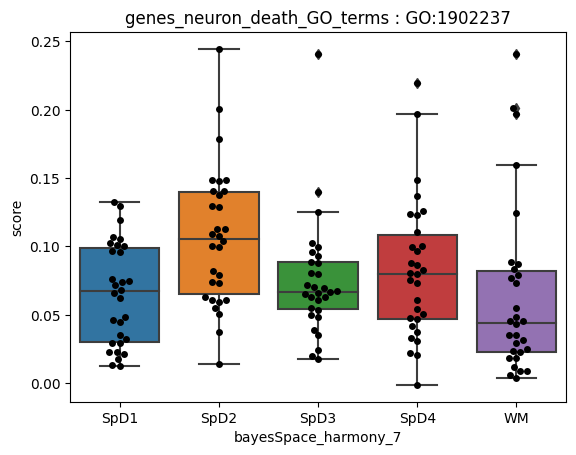 genes_neuron_death_GO_terms : GO:1902237
score
0.25
0.20
0.15
0.10
0.05
0.00
SpD1 SpD2 SpD3 SpD4 WM
bayesSpace_harmony_7